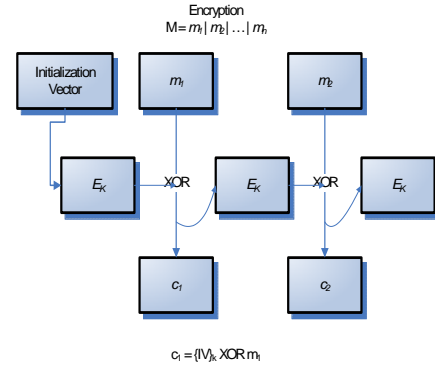 Encryption
M = m1 | m2 | … | mn
Initialization
Vector
m1
m2
EK
XOR
EK
XOR
EK
c1
c2
c1 = {IV}k XOR m1